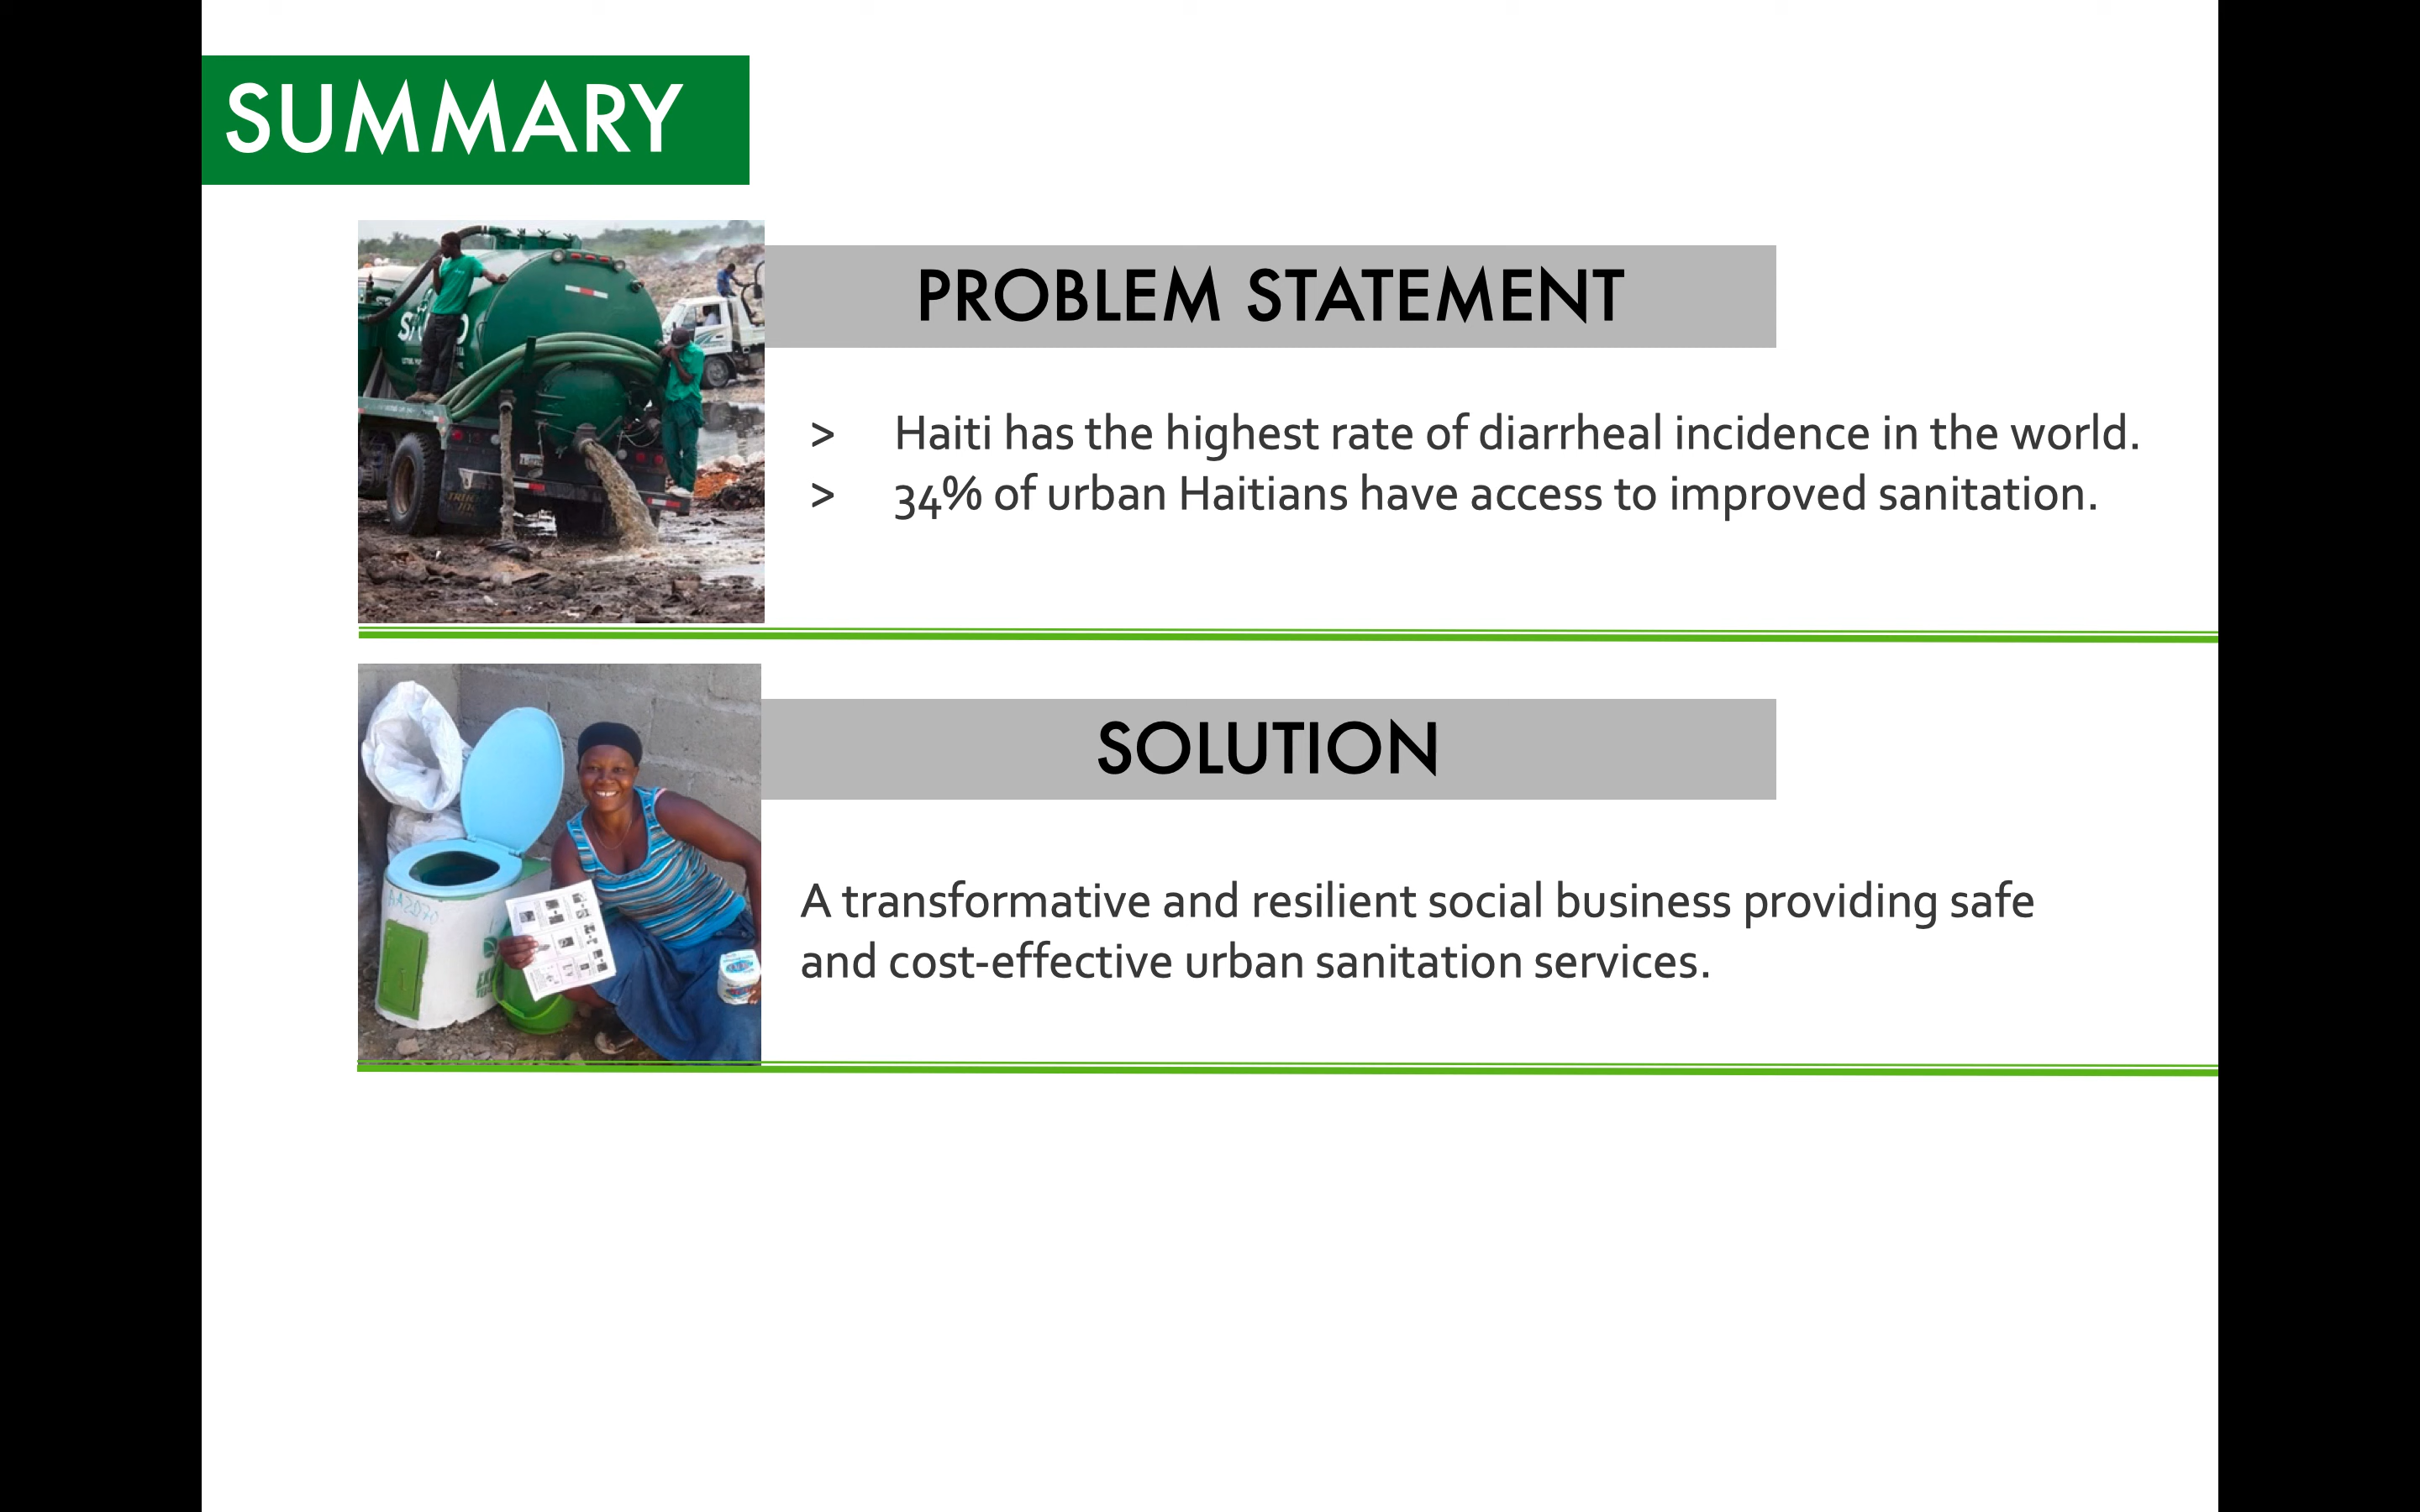 SUMMARY
PROBLEM STATEMENT
> Haiti has the highest rate of diarrheal incidence in the world.
> 34% of urban Haitians have access to improved sanitation.
SOLUTION
A transformative and resilient social business providing safe
and cost-effective urban sanitation services.